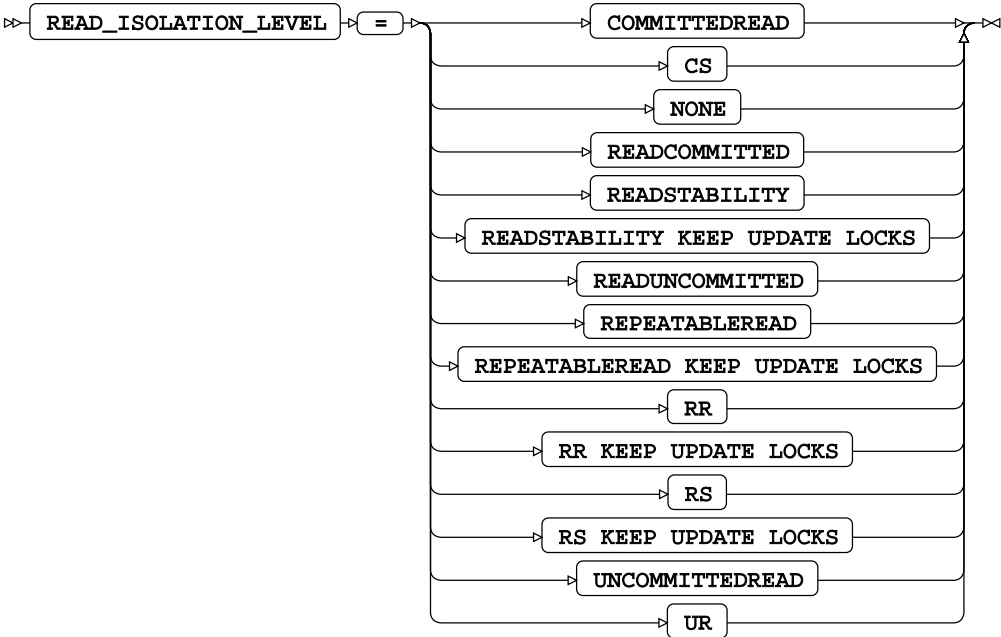 READ_ISOLATION_LEVEL = COMMITTEDREAD
CS
NONE
READCOMMITTED
READSTABILITY
READSTABILITY KEEP UPDATE LOCKS
READUNCOMMITTED
REPEATABLEREAD
REPEATABLEREAD KEEP UPDATE LOCKS
RR
RR KEEP UPDATE LOCKS
RS
RS KEEP UPDATE LOCKS
UNCOMMITTEDREAD
UR